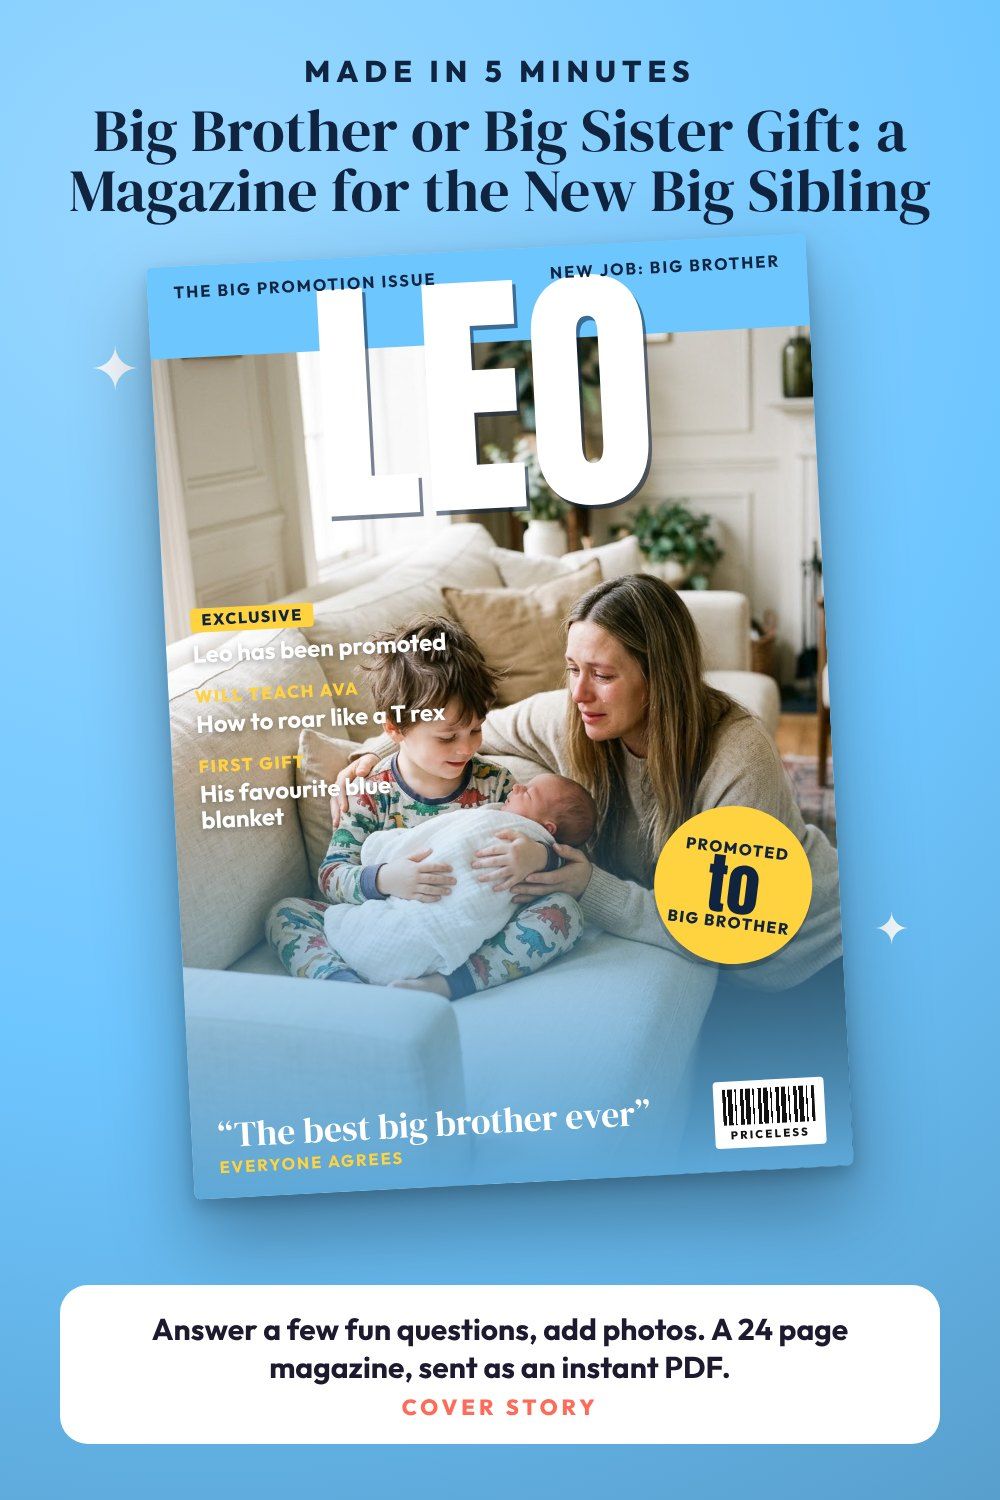 MADE IN 5 MINUTES
Big Brother or Big Sister Gift: a
Magazine for the New Big Sibling
THE BIG PROMOTION ISSUE
NEW JOB: BIG BROTHER
LEO
EXCLUSIVE
Leo has been promoted
WILL TEACH AVA
How to roar like a T rex
FIRST GIFT
His favourite blue
blanket
PROMOTED
to
BIG BROTHER
“The best big brother ever”
EVERYONE AGREES
PRICELESS
Answer a few fun questions, add photos. A 24 page
magazine, sent as an instant PDF.
COVER STORY